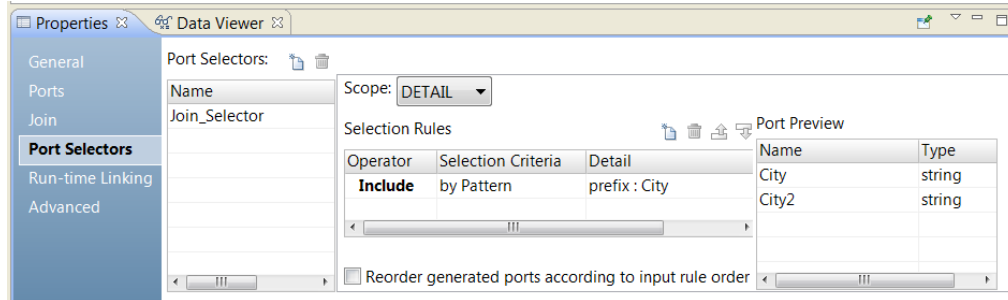 Properties Data Viewer
General
Ports
Join
Port Selectors
Run-time Linking
Advanced
Port Selectors:
Name
Join_Selector
Scope: DETAIL
Selection Rules
Operator Selection Criteria Detail
Include by Pattern prefix : City
Reorder generated ports according to input rule order
Port Preview
Name Type
City string
City2 string